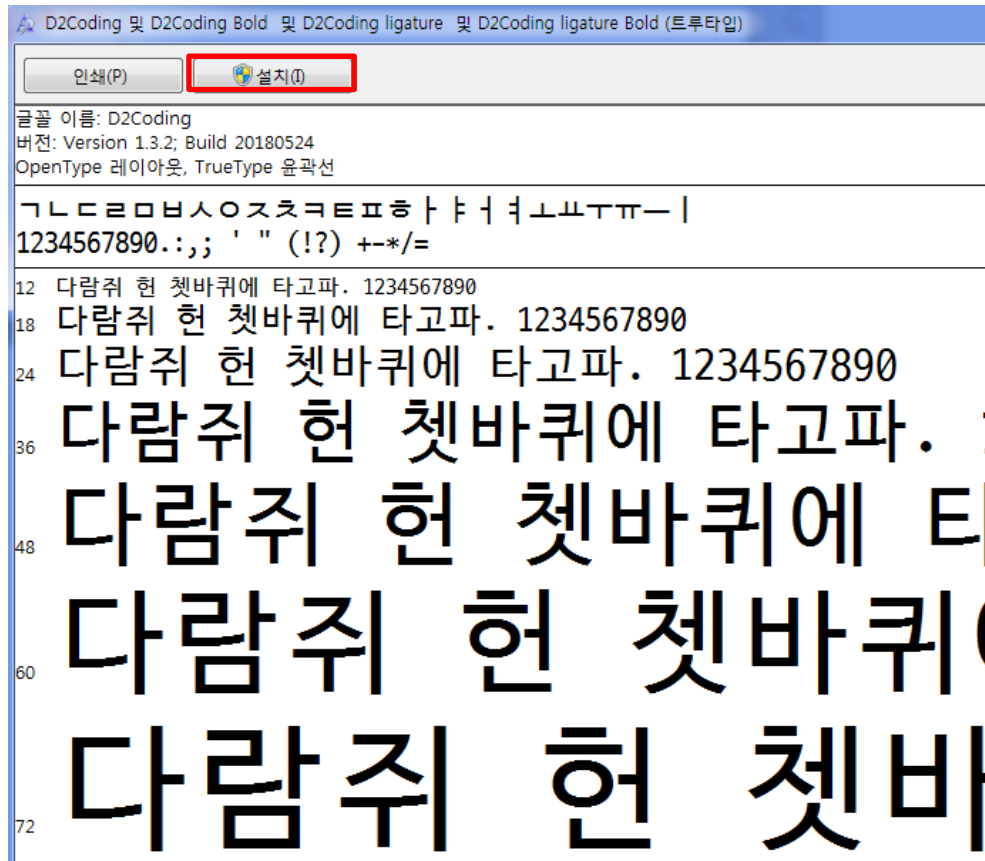 D2Coding 및 D2Coding Bold 및 D2Coding ligature 및 D2Coding ligature Bold (트루타입)
인쇄(P) 설치(I)
글꼴 이름: D2Coding
버전: Version 1.3.2; Build 20180524
OpenType 레이아웃, TrueType 윤곽선
ㄱㄴㄷㄹㅁㅂㅅㅇㅈㅊㅋㅌㅍㅎㅏㅑㅓㅕㅗㅛㅜㅠㅡㅣ
1234567890.:,; ' " (!?) +-*/=
12 다람쥐 헌 쳇바퀴에 타고파. 1234567890
18 다람쥐 헌 쳇바퀴에 타고파. 1234567890
24 다람쥐 헌 쳇바퀴에 타고파. 1234567890
36 다람쥐 헌 쳇바퀴에 타고파.
48 다람쥐 헌 쳇바퀴에 타
60 다람쥐 헌 쳇바퀴
72 다람쥐 헌 쳇바